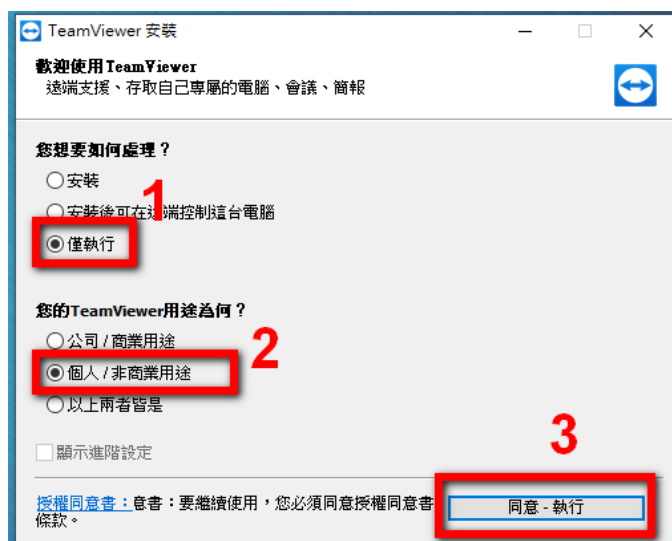 TeamViewer 安裝
歡迎使用TeamViewer
遠端支援、存取自己專屬的電腦、會議、簡報
您想要如何處理？
安裝
1
安裝後可在遠端控制這台電腦
僅執行
您的TeamViewer用途為何？
公司 / 商業用途
2
個人 / 非商業用途
以上兩者皆是
顯示進階設定
3
授權同意書：意書：要繼續使用，您必須同意授權同意書
條款。
同意 - 執行